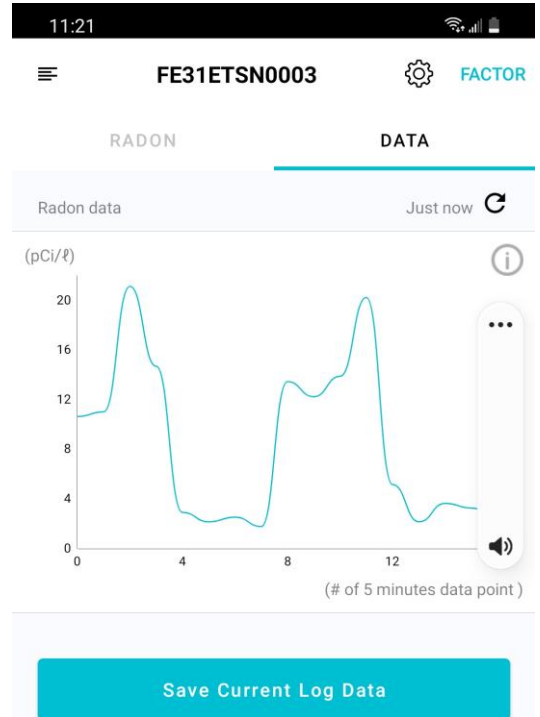 11:21
FE31ETSN0003 FACTOR
RADON DATA
Radon data Just now
(pCi/ℓ)
20
16
12
8
4
0
0 4 8 12
(# of 5 minutes data point )
Save Current Log Data